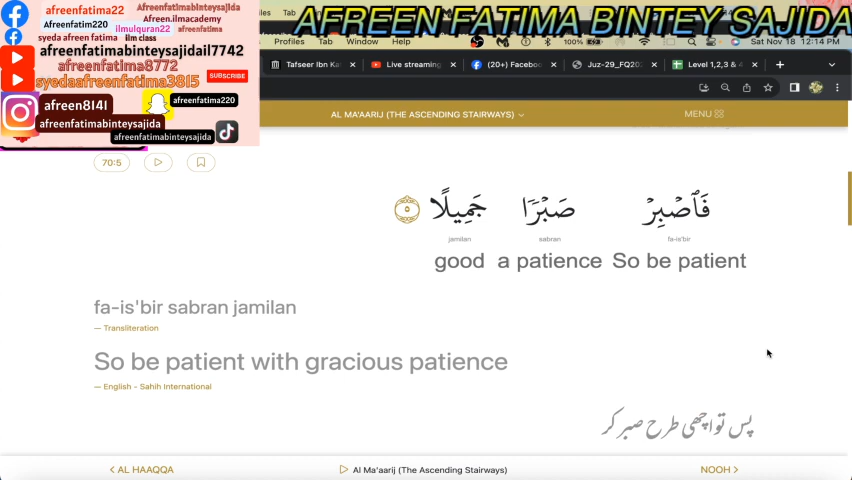 AFREEN FATIMA BINTEY SAJIDA
afreenfatima22
Afreenfatimabinteysajida
Afreenfatima220
Afreen.ilmacademy
ilmulquran22
afreenfatima
syeda afreen fatima
ilm class
afreenfatimabinteysajidail7742
afreenfatima8772
syedaafreenfatima3815
SUBSCRIBE
afreen8141
afreenfatima220
afreenfatimabinteysajida
afreenfatimabinteysajida
Profiles Tab Window Help 100% Sat Nov 18 12:14 PM
Tafseer Ibn Ka
Live streaming
(20+) Facebo
Juz-29_FQ202
Level 1,2,3 &
AL MA'AARIJ (THE ASCENDING STAIRWAYS)
MENU
70:5
فَٱصْبِرْ صَبْرًا جَمِيلًا ٥
jamilan sabran fa-is'bir
good a patience So be patient
fa-is'bir sabran jamilan
— Transliteration
So be patient with gracious patience
— English - Sahih International
پس تو اچھی طرح صبر کر
< AL HAAQQA
Al Ma'aarij (The Ascending Stairways)
NOOH >